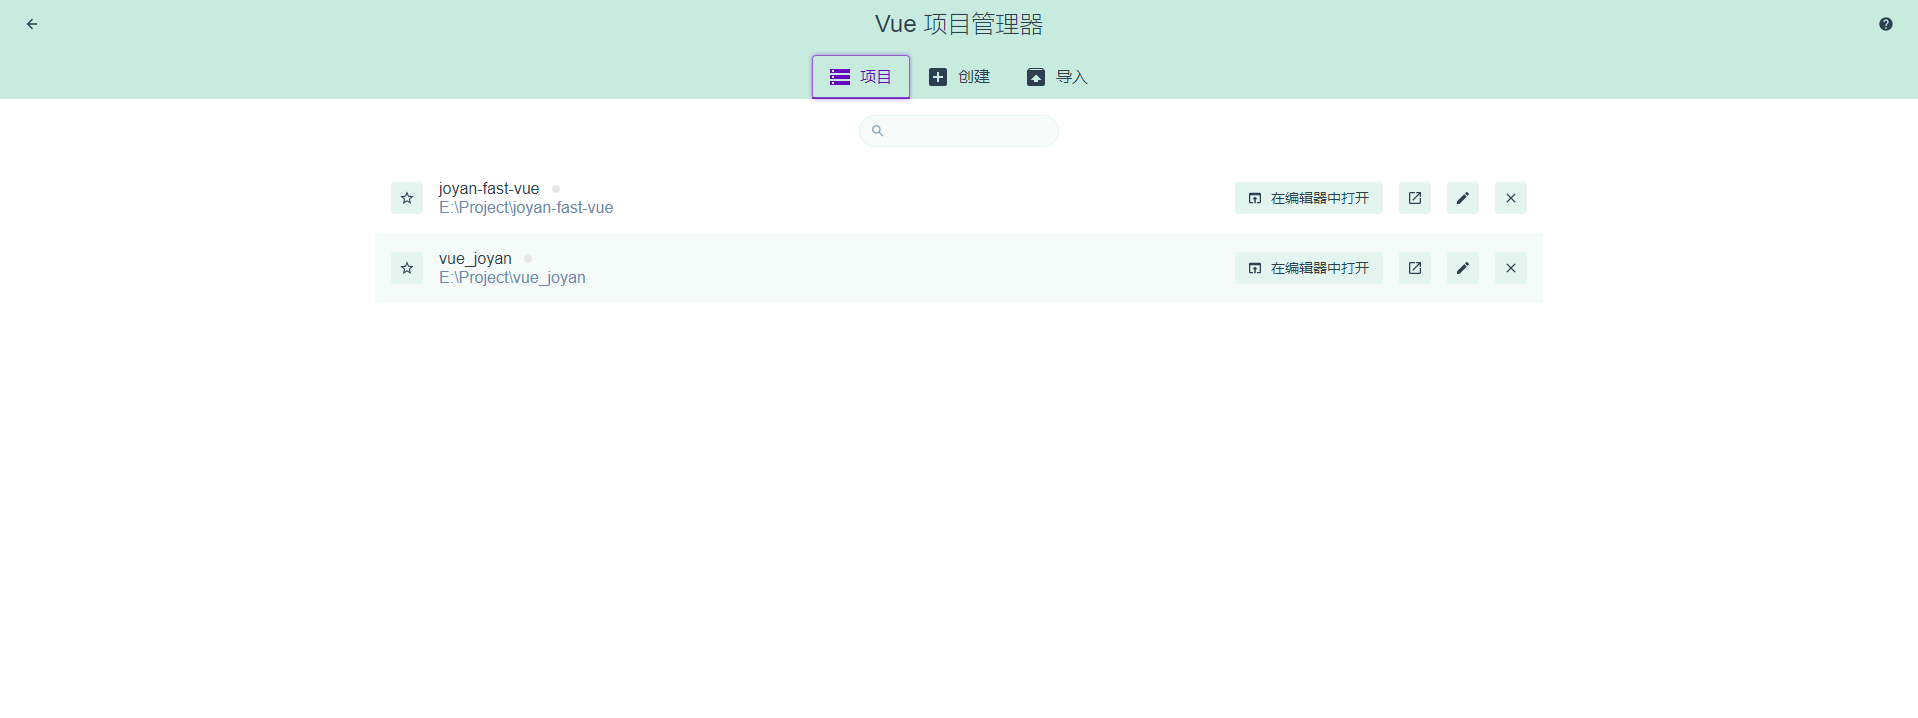 Vue 项目管理器
项目 创建 导入
joyan-fast-vue
E:\Project\joyan-fast-vue
在编辑器中打开
vue_joyan
E:\Project\vue_joyan
在编辑器中打开